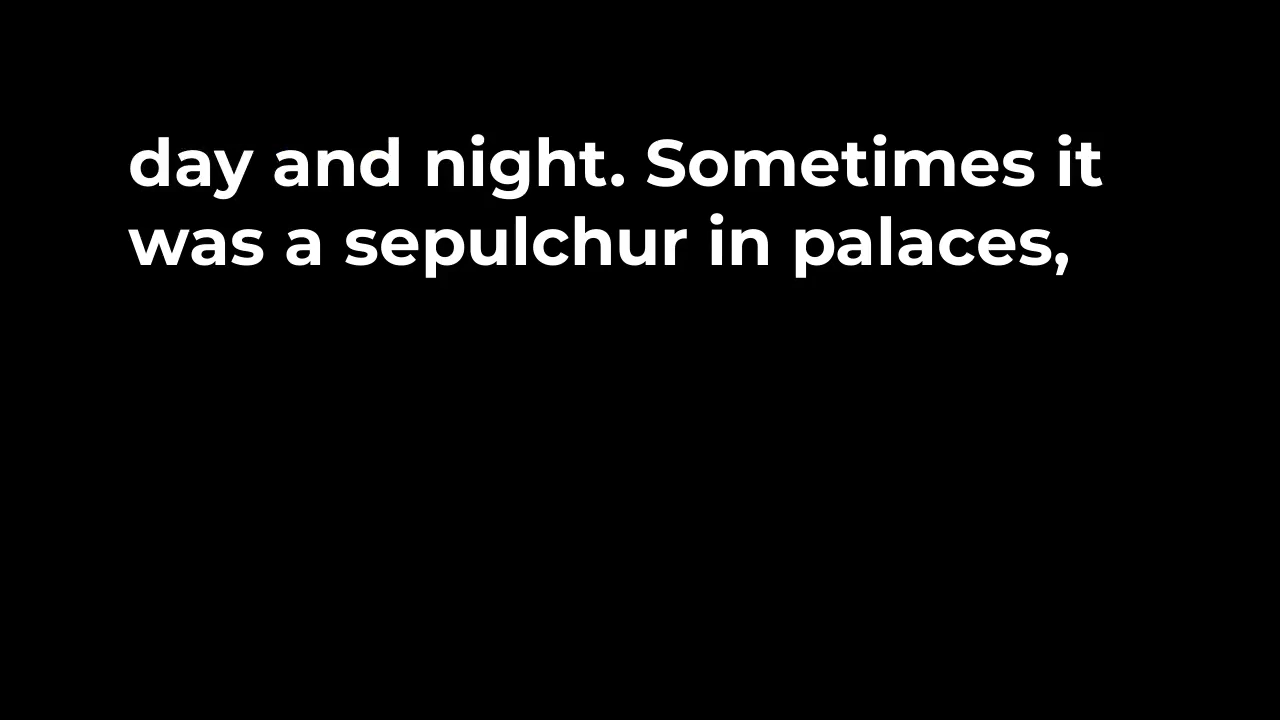 day and night. Sometimes it
was a sepulchur in palaces,